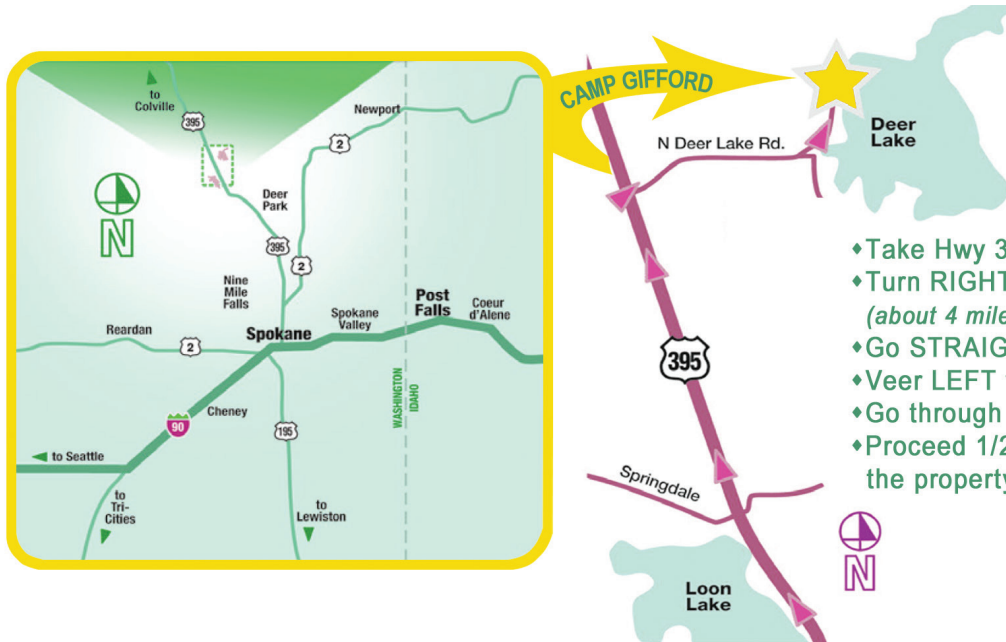 to
Colville
395
Newport
2
Deer
Park
N
395
2
Nine
Mile
Falls
Post
Falls
Coeur
d'Alene
Spokane
Valley
Spokane
Reardan
2
WASHINGTON
IDAHO
Cheney
90
195
to Seattle
to
Tri-
Cities
to
Lewiston
CAMP GIFFORD
N Deer Lake Rd.
Deer
Lake
395
Springdale
Loon
Lake
N
Take Hwy 3
Turn RIGHT
(about 4 mile
Go STRAIG
Veer LEFT
Go through
Proceed 1/2
the property